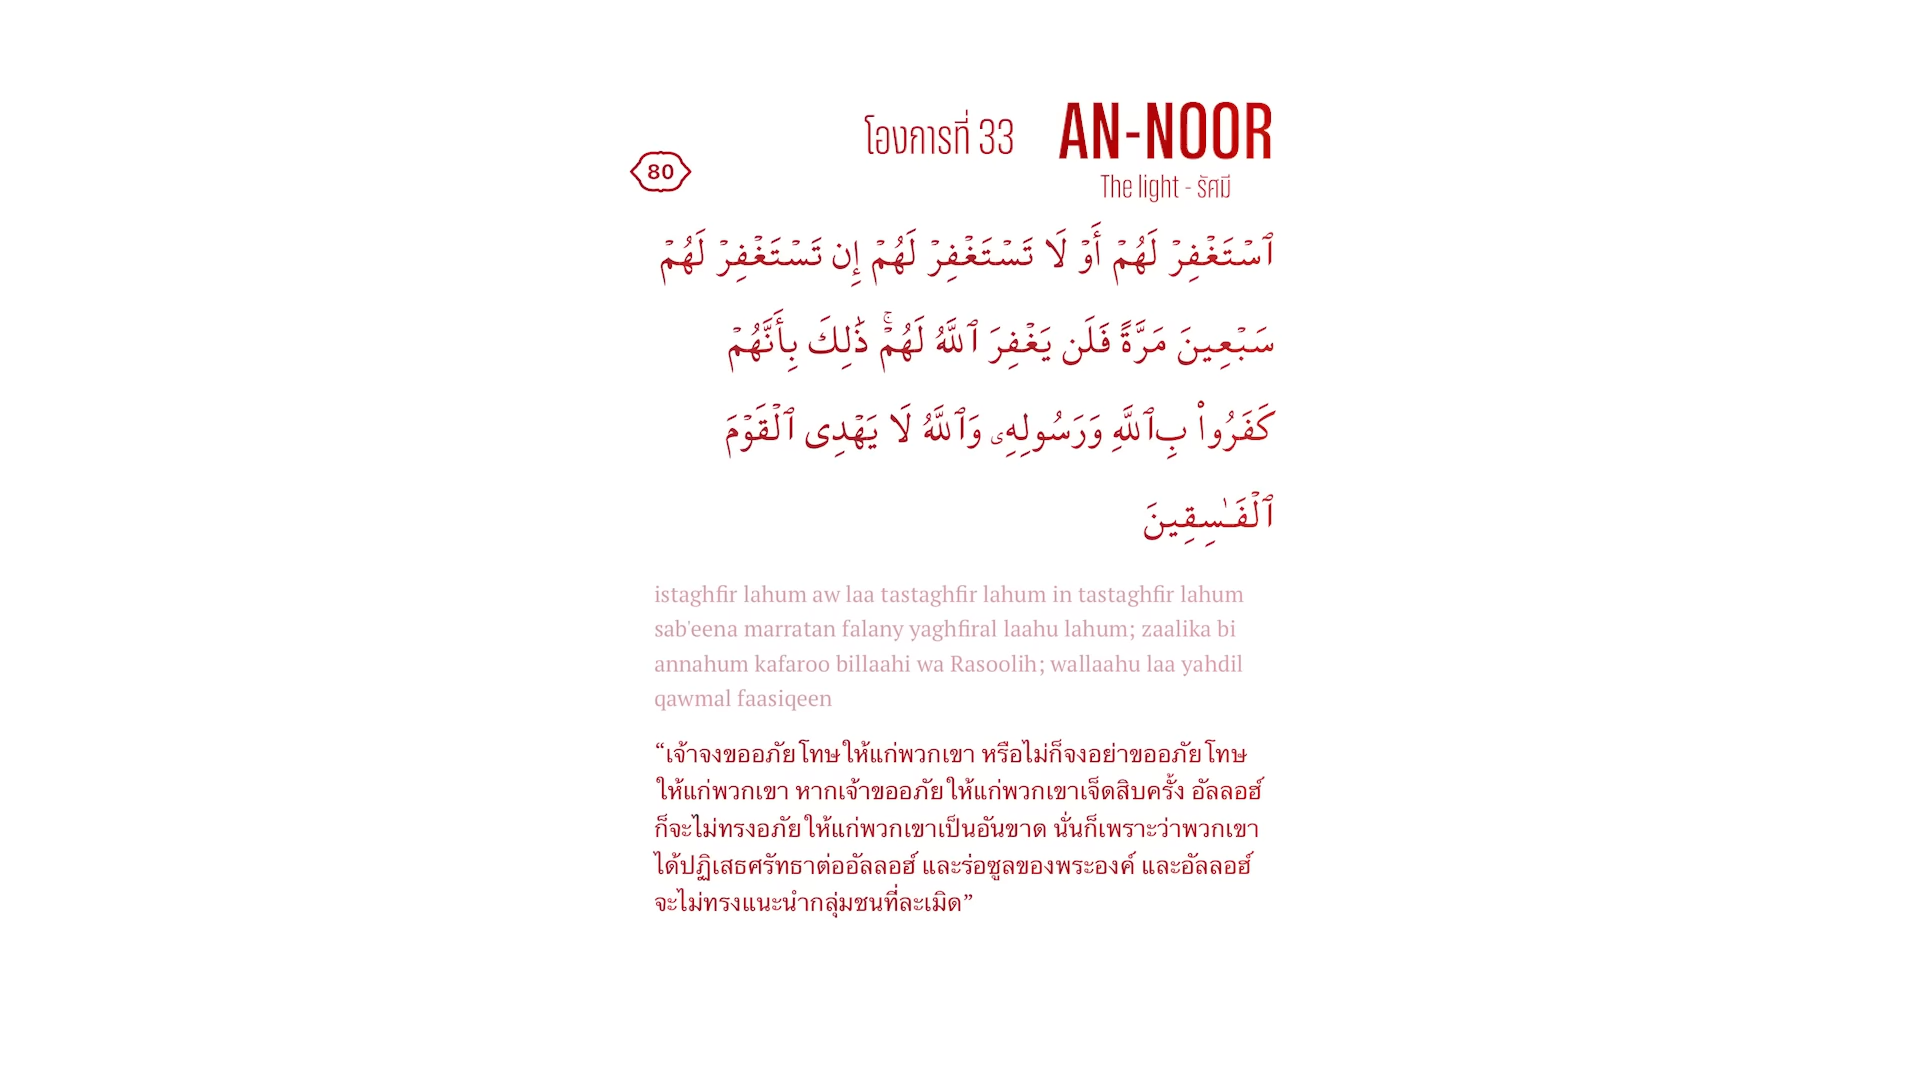 โองการที่ 33 AN-NOOR
The light - รัศมี
80
ٱسْتَغْفِرْ لَهُمْ أَوْ لَا تَسْتَغْفِرْ لَهُمْ إِن تَسْتَغْفِرْ لَهُمْ
سَبْعِينَ مَرَّةً فَلَن يَغْفِرَ ٱللَّهُ لَهُمْۚ ذَٰلِكَ بِأَنَّهُمْ
كَفَرُوا۟ بِٱللَّهِ وَرَسُولِهِۦ وَٱللَّهُ لَا يَهْدِى ٱلْقَوْمَ
ٱلْفَـٰسِقِينَ
istaghfir lahum aw laa tastaghfir lahum in tastaghfir lahum
sab'eena marratan falany yaghfiral laahu lahum; zaalika bi
annahum kafaroo billaahi wa Rasoolih; wallaahu laa yahdil
qawmal faasiqeen
“เจ้าจงขออภัยโทษให้แก่พวกเขา หรือไม่ก็จงอย่าขออภัยโทษ
ให้แก่พวกเขา หากเจ้าขออภัยให้แก่พวกเขาเจ็ดสิบครั้ง อัลลอฮ์
ก็จะไม่ทรงอภัยให้แก่พวกเขาเป็นอันขาด นั่นก็เพราะว่าพวกเขา
ได้ปฏิเสธศรัทธาต่ออัลลอฮ์ และร่อซูลของพระองค์ และอัลลอฮ์
จะไม่ทรงแนะนำกลุ่มชนที่ละเมิด”